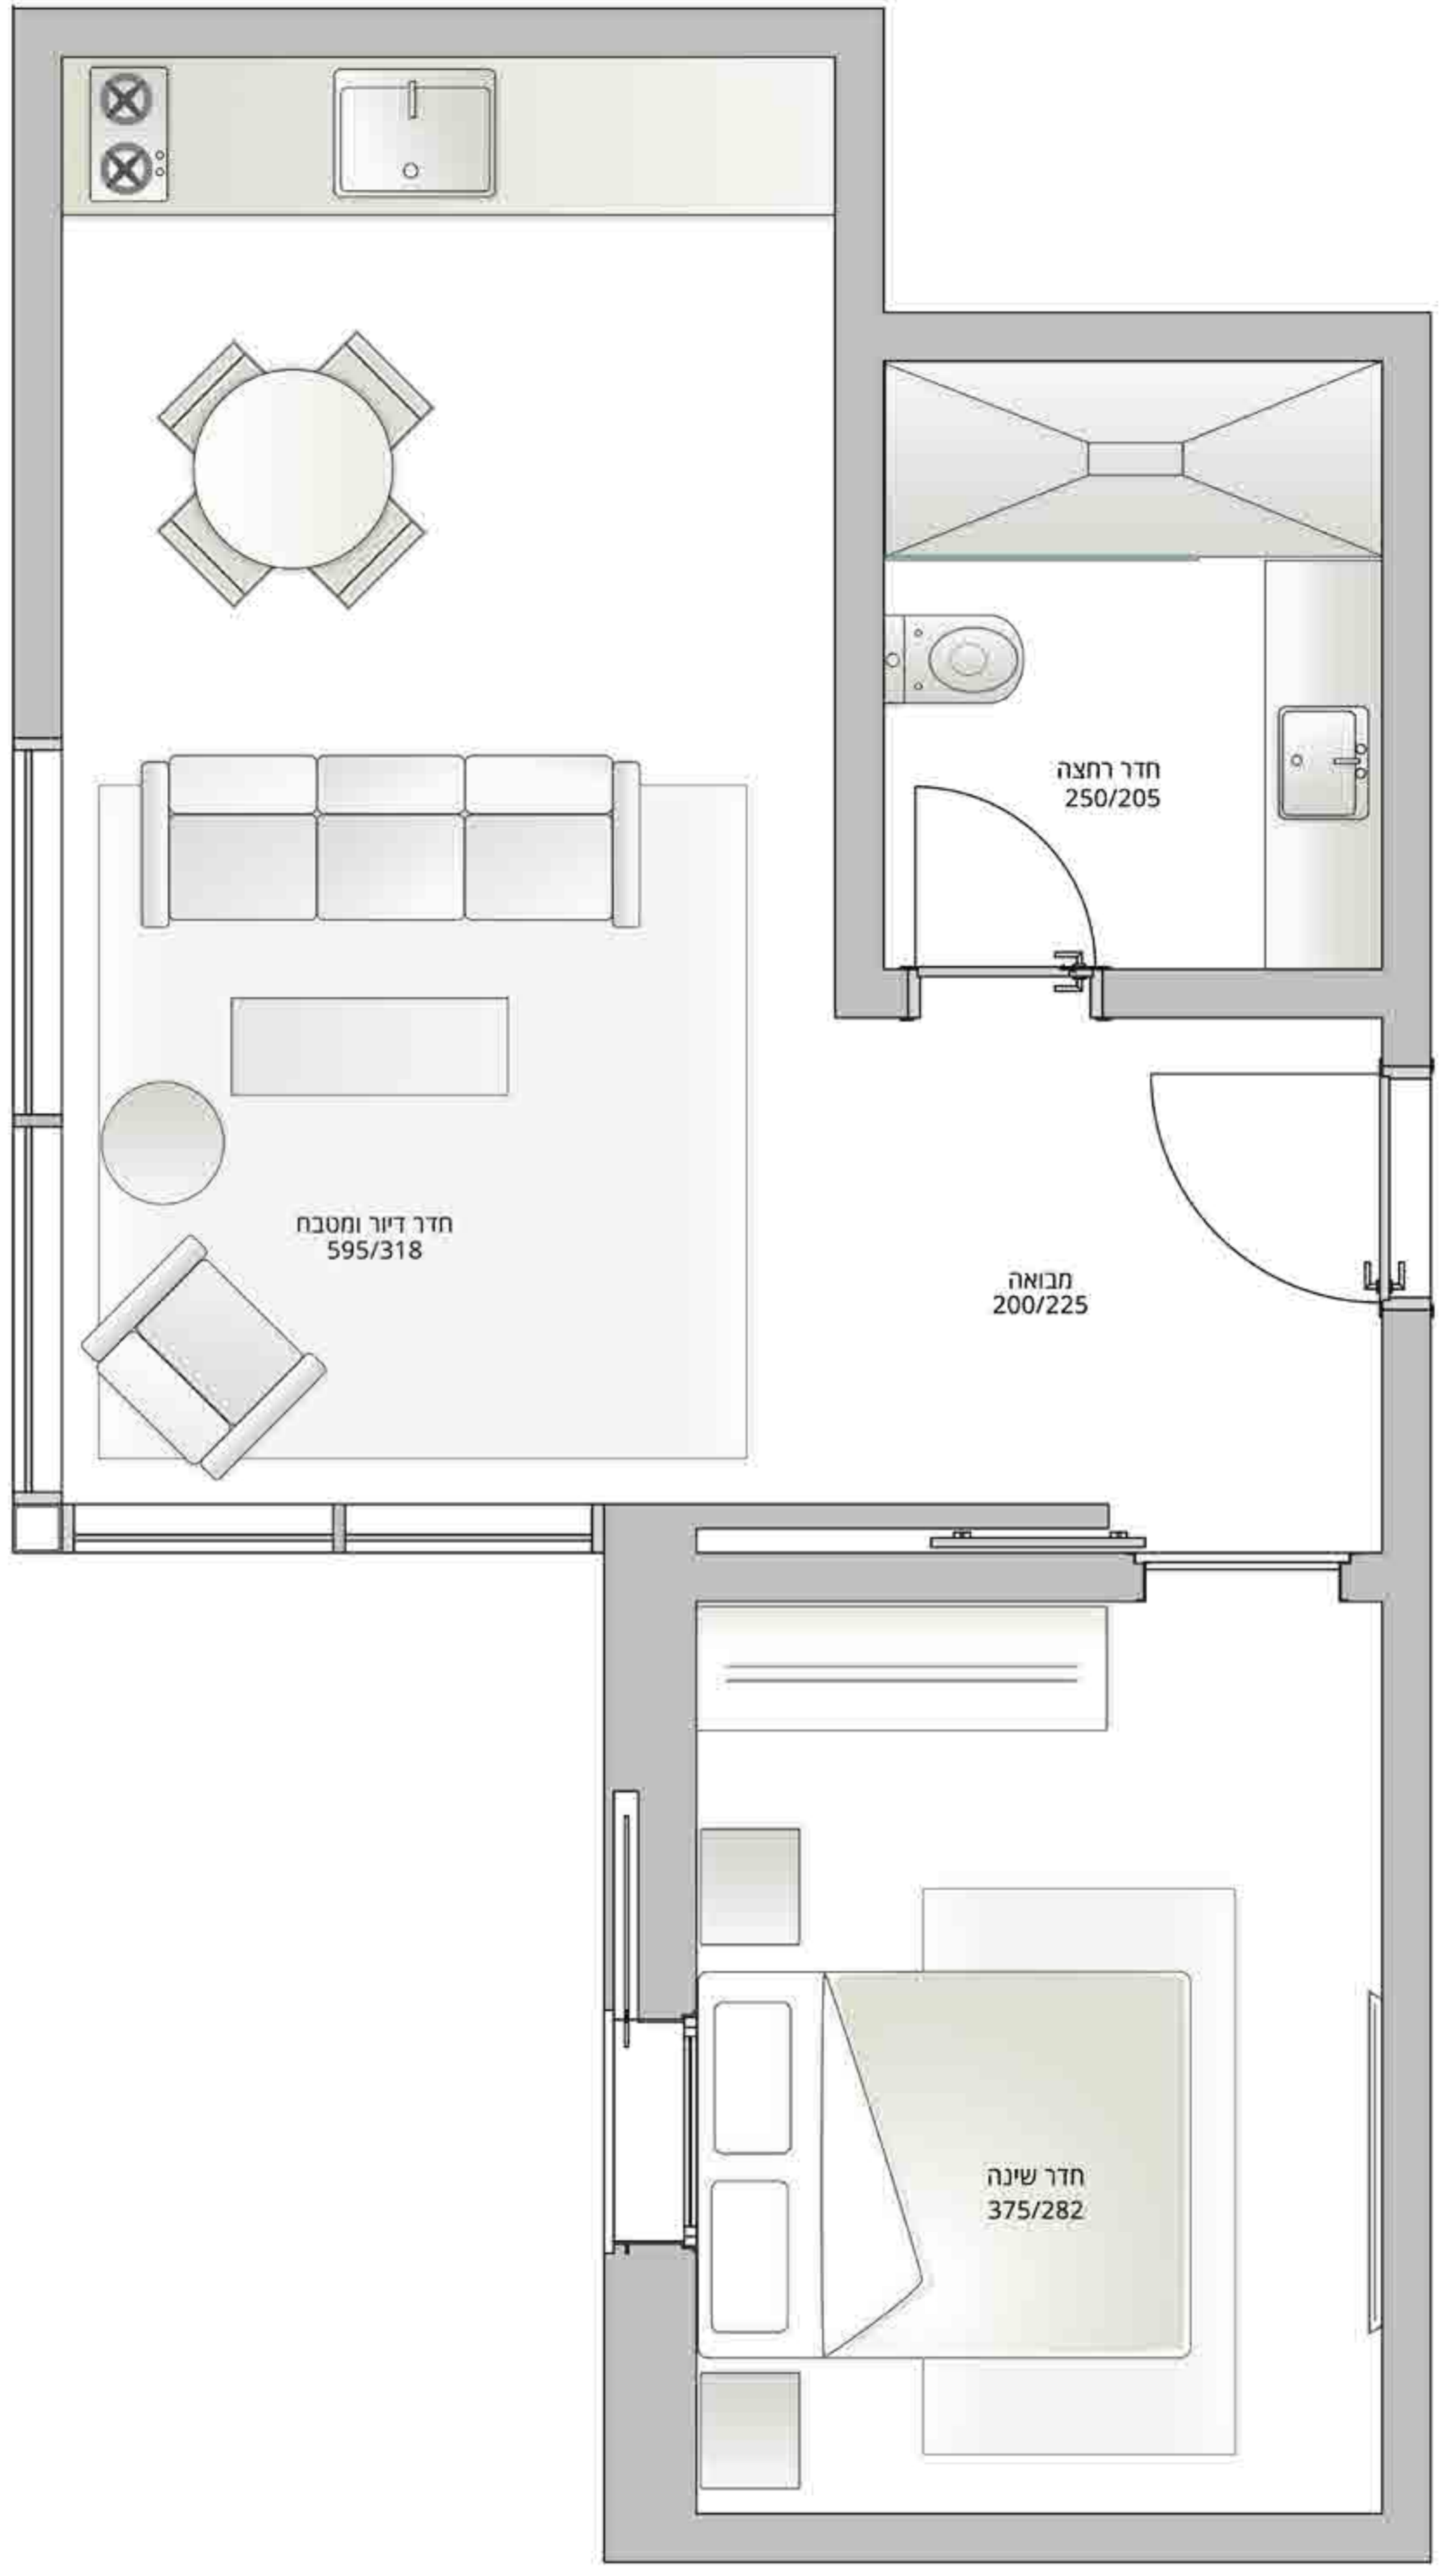 חדר רחצה
250/205
חדר דיור ומטבח
595/318
מבואה
200/225
חדר שינה
375/282